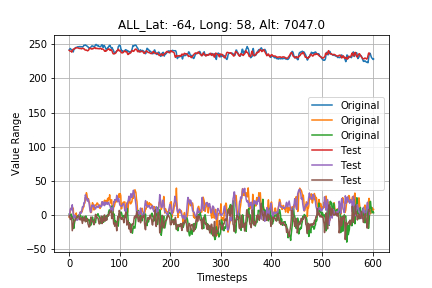 ALL_Lat: -64, Long: 58, Alt: 7047.0
Value Range
250
200
150
100
50
0
−50
Original
Original
Original
Test
Test
Test
0
100
200
300
400
500
600
Timesteps